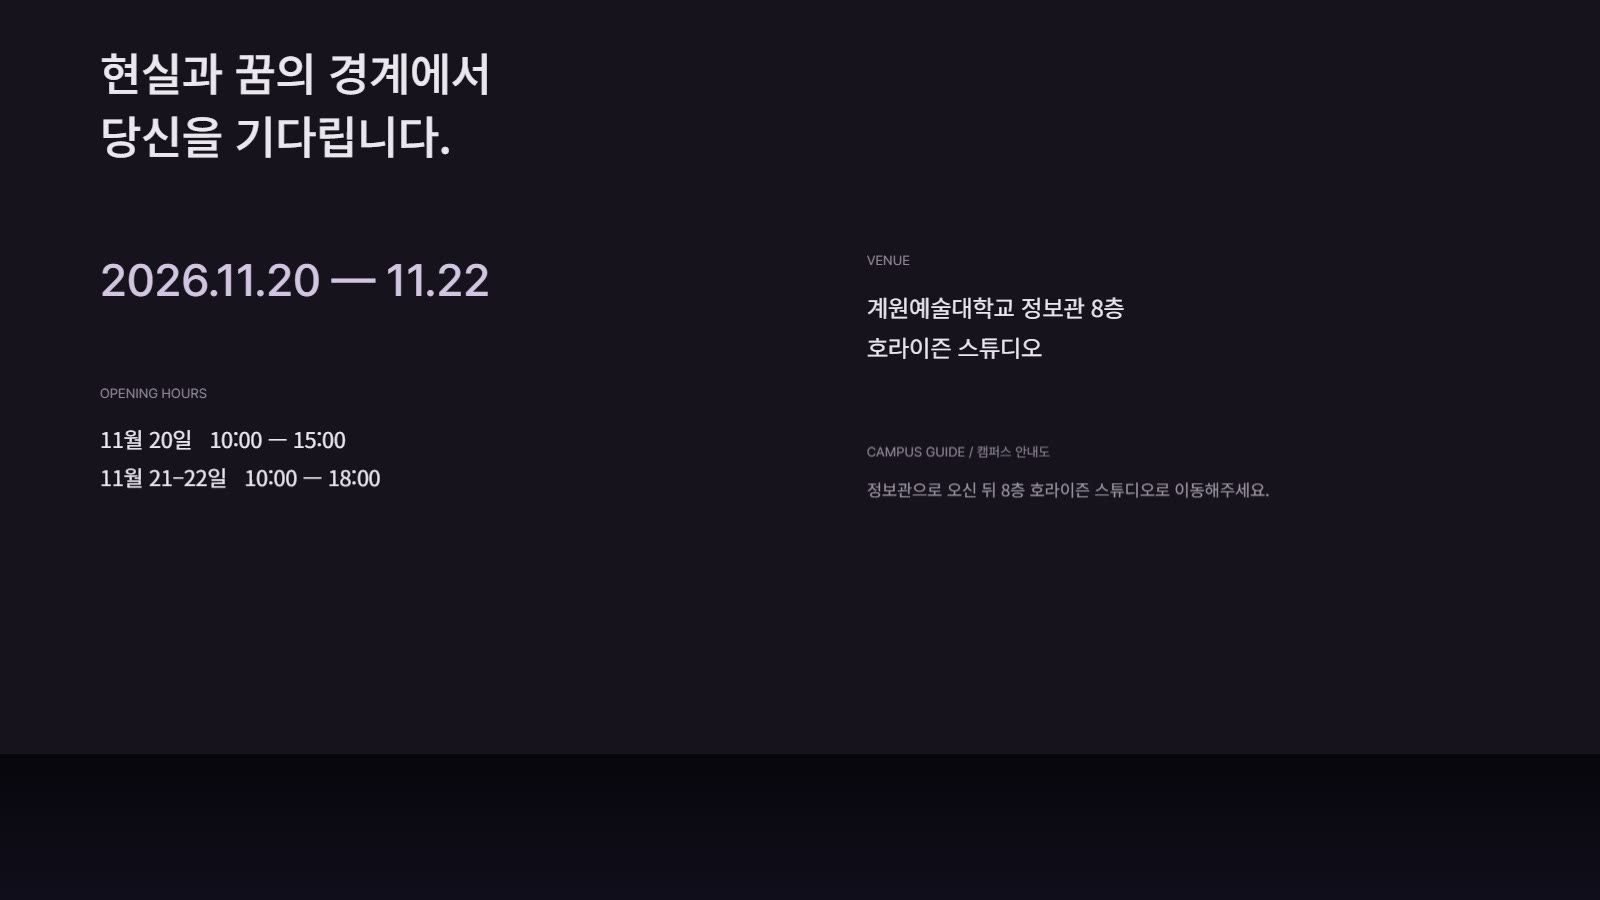 현실과 꿈의 경계에서
당신을 기다립니다.
2026.11.20 — 11.22
OPENING HOURS
11월 20일 10:00 — 15:00
11월 21–22일 10:00 — 18:00
VENUE
계원예술대학교 정보관 8층
호라이즌 스튜디오
CAMPUS GUIDE / 캠퍼스 안내도
정보관으로 오신 뒤 8층 호라이즌 스튜디오로 이동해주세요.